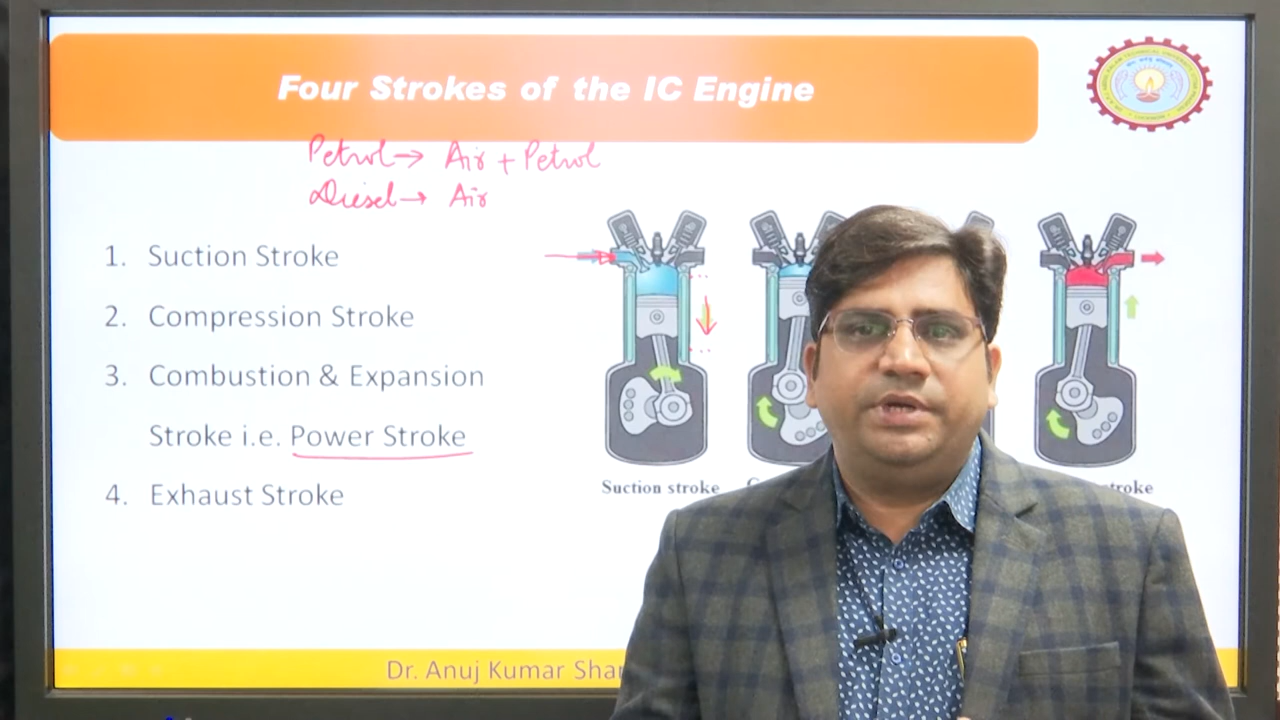 Four Strokes of the IC Engine
Petrol → Air + Petrol
Diesel → Air
1. Suction Stroke
2. Compression Stroke
3. Combustion & Expansion
Stroke i.e. Power Stroke
4. Exhaust Stroke
Suction stroke
stroke
Dr. Anuj Kumar